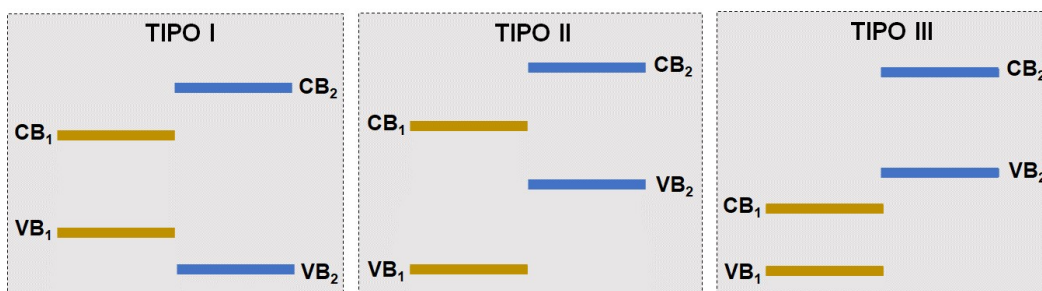 TIPO I
CB₂
CB₁
VB₁
VB₂
TIPO II
CB₂
CB₁
VB₂
VB₁
TIPO III
CB₂
VB₂
CB₁
VB₁